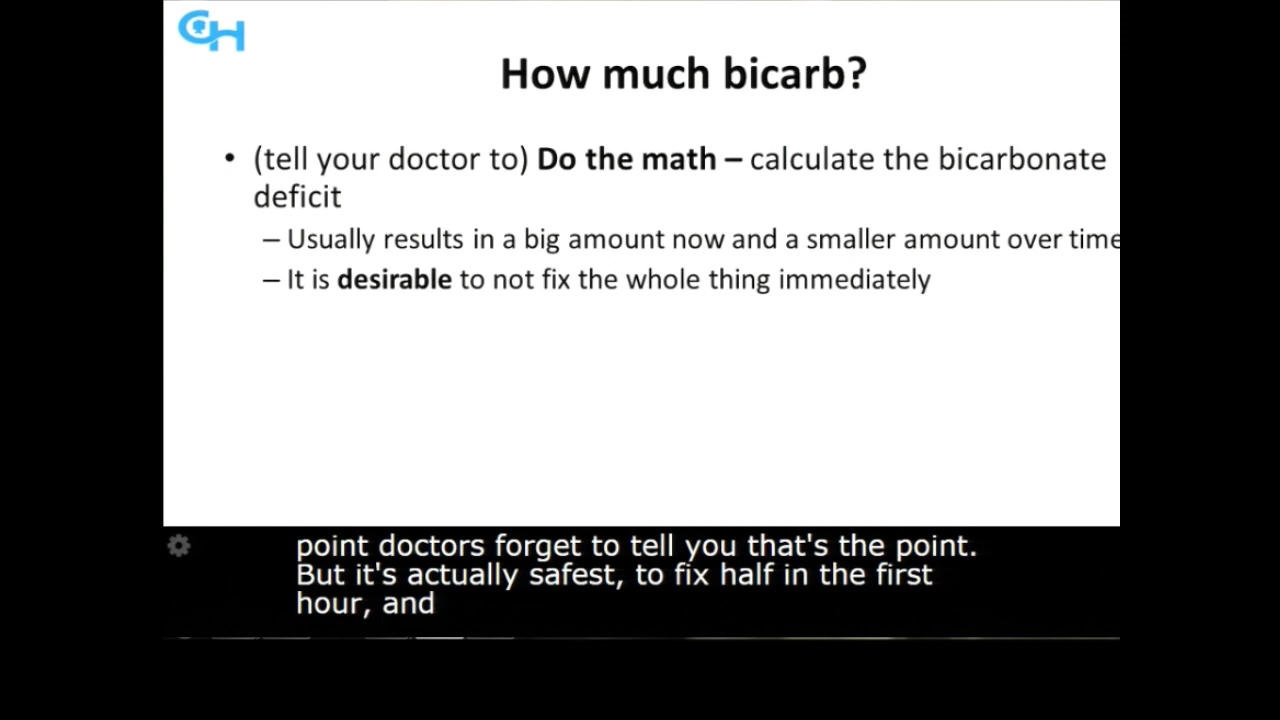 GH
How much bicarb?
• (tell your doctor to) Do the math – calculate the bicarbonate
deficit
– Usually results in a big amount now and a smaller amount over time
– It is desirable to not fix the whole thing immediately
point doctors forget to tell you that's the point.
But it's actually safest, to fix half in the first
hour, and